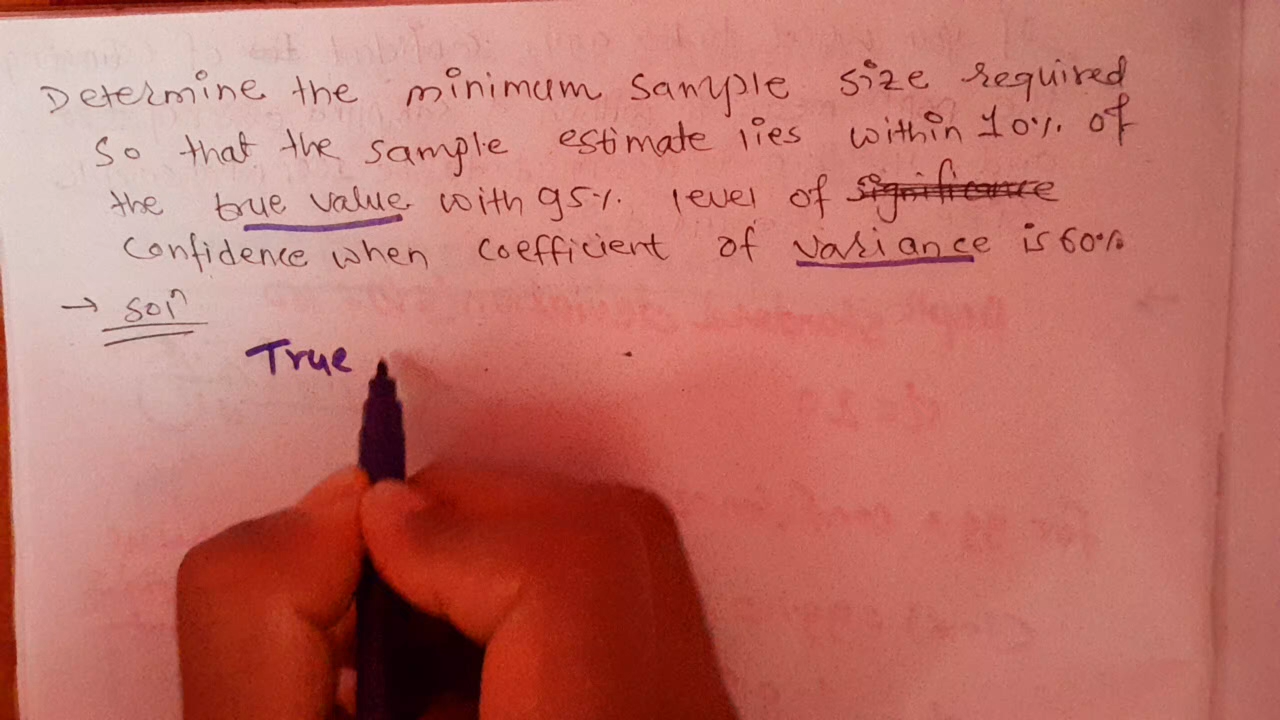 Determine the minimum sample size required
so that the sample estimate lies within 10% of
the true value with 95% level of significance
confidence when coefficient of variance is 60%
→ solⁿ
True